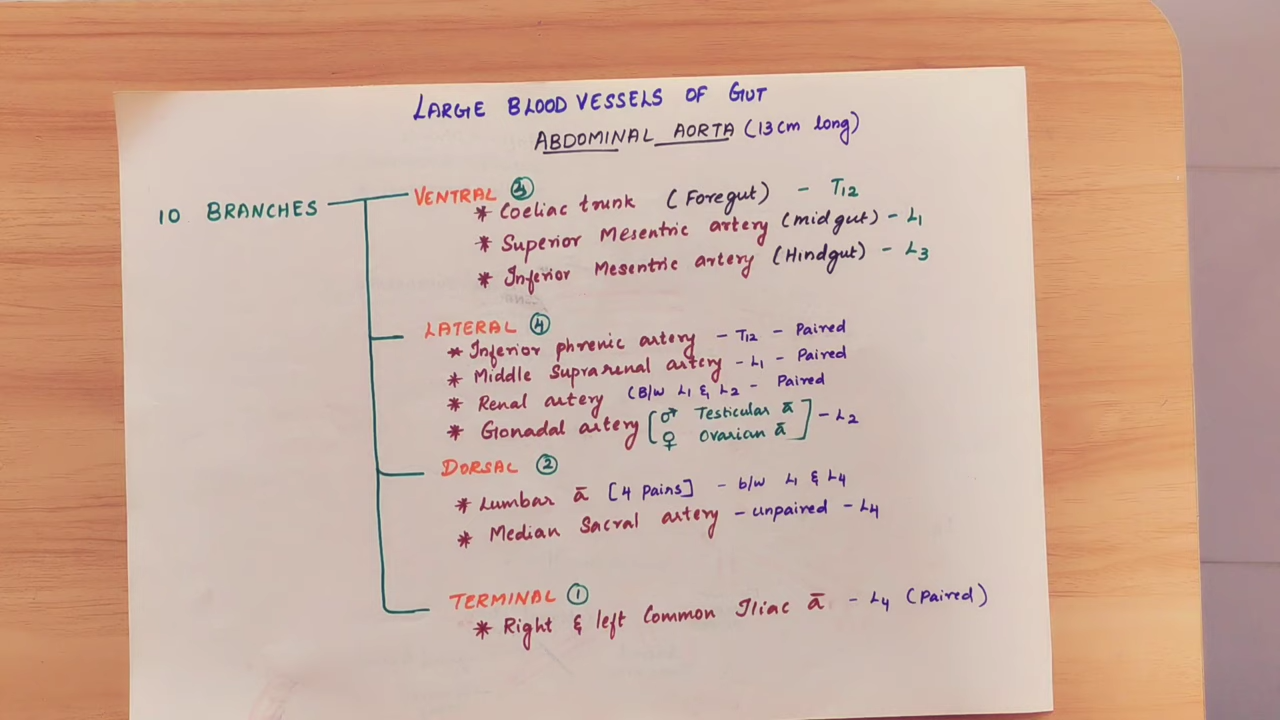 LARGE BLOOD VESSELS OF GUT
ABDOMINAL AORTA (13cm long)
10 BRANCHES
VENTRAL 3
* Coeliac trunk (Foregut) - T12
* Superior Mesentric artery (midgut) - L1
* Inferior Mesentric artery (Hindgut) - L3
LATERAL 4
* Inferior phrenic artery - T12 - Paired
* Middle Suprarenal artery - L1 - Paired
* Renal artery (B/w L1 & L2 - Paired
* Gonadal artery [♂ Testicular ā
♀ Ovarian ā] - L2
DORSAL 2
* Lumbar ā [4 Pairs] - b/w L1 & L4
* Median Sacral artery - unpaired - L4
TERMINAL 1
* Right & left Common Iliac ā - L4 (Paired)